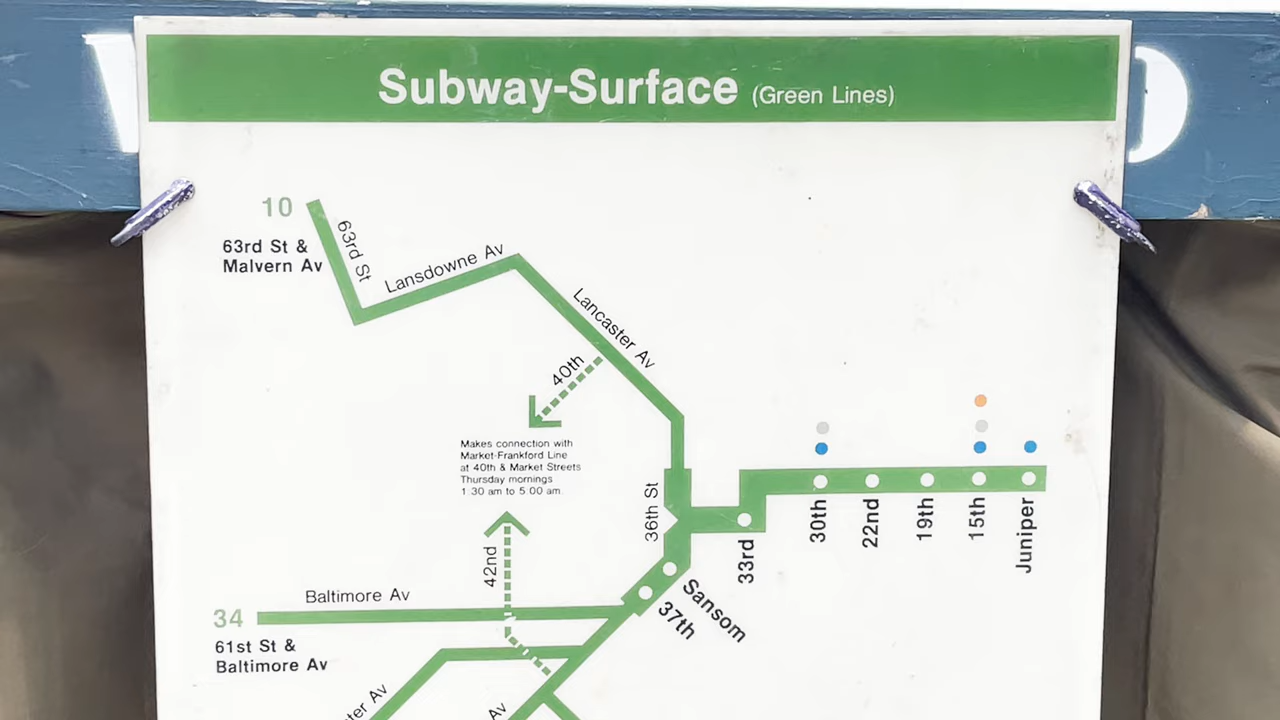 Subway-Surface (Green Lines)
10
63rd St &
Malvern Av
63rd St
Lansdowne Av
Lancaster Av
40th
Makes connection with
Market-Frankford Line
at 40th & Market Streets
Thursday mornings
1:30 am to 5:00 am.
36th St
33rd
30th
22nd
19th
15th
Juniper
Sansom
37th
42nd
Baltimore Av
34
61st St &
Baltimore Av
Av
Av